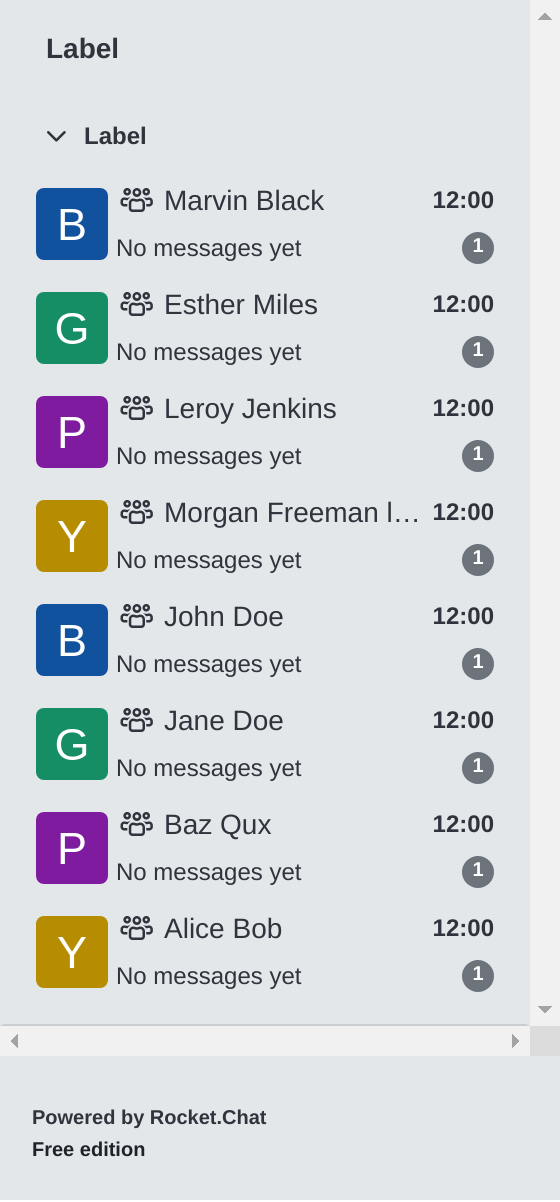 Label
Label
B
Marvin Black 12:00
No messages yet 1
G
Esther Miles 12:00
No messages yet 1
P
Leroy Jenkins 12:00
No messages yet 1
Y
Morgan Freeman l... 12:00
No messages yet 1
B
John Doe 12:00
No messages yet 1
G
Jane Doe 12:00
No messages yet 1
P
Baz Qux 12:00
No messages yet 1
Y
Alice Bob 12:00
No messages yet 1
Powered by Rocket.Chat
Free edition